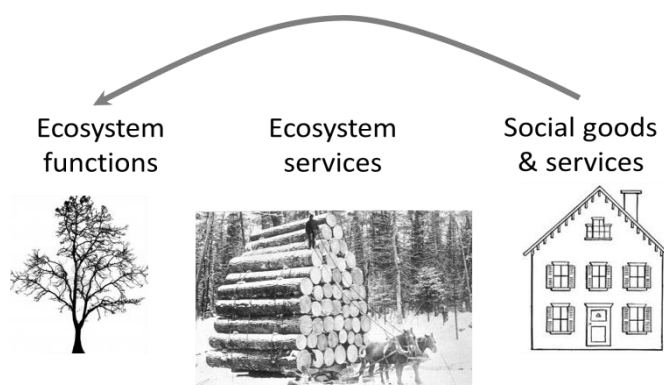 Ecosystem
functions
Ecosystem
services
Social goods
& services